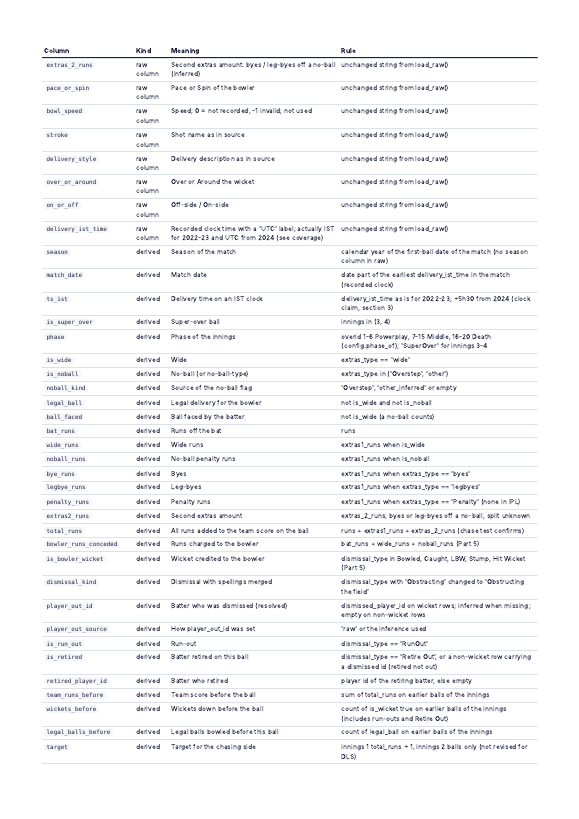 Column Kind Meaning Rule
extras_2_runs raw column Second extras amount: byes / leg-byes off a no-ball (inferred) unchanged string from load_raw()
pace_or_spin raw column Pace or Spin of the bowler unchanged string from load_raw()
bowl_speed raw column Speed; 0 = not recorded, -1 invalid; not used unchanged string from load_raw()
stroke raw column Shot name as in source unchanged string from load_raw()
delivery_style raw column Delivery description as in source unchanged string from load_raw()
over_or_around raw column Over or Around the wicket unchanged string from load_raw()
on_or_off raw column Off-side / On-side unchanged string from load_raw()
delivery_ist_time raw column Recorded clock time with a "UTC" label; actually IST for 2022-23 and UTC from 2024 (see coverage) unchanged string from load_raw()
season derived Season of the match calendar year of the first-ball date of the match (no season column in raw)
match_date derived Match date date part of the earliest delivery_ist_time in the match (recorded clock)
ts_ist derived Delivery time on an IST clock delivery_ist_time as is for 2022-23; +5h30 from 2024 (clock claim, section 3)
is_super_over derived Super-over ball innings in (3, 4)
phase derived Phase of the innings overid 1-6 Powerplay, 7-15 Middle, 16-20 Death (config.phase_of); "SuperOver" for innings 3-4
is_wide derived Wide extras_type == "wide"
is_noball derived No-ball (or no-ball-type) extras_type in ("Overstep", "other")
noball_kind derived Source of the no-ball flag "Overstep", "other_inferred" or empty
legal_ball derived Legal delivery for the bowler not is_wide and not is_noball
ball_faced derived Ball faced by the batter not is_wide (a no-ball counts)
bat_runs derived Runs off the bat runs
wide_runs derived Wide runs extras1_runs when is_wide
noball_runs derived No-ball penalty runs extras1_runs when is_noball
bye_runs derived Byes extras1_runs when extras_type == "byes"
legbye_runs derived Leg-byes extras1_runs when extras_type == "legbyes"
penalty_runs derived Penalty runs extras1_runs when extras_type == "Penalty" (none in IPL)
extras2_runs derived Second extras amount extras_2_runs; byes or leg-byes off a no-ball, split unknown
total_runs derived All runs added to the team score on the ball runs + extras1_runs + extras_2_runs (chase test confirms)
bowler_runs_conceded derived Runs charged to the bowler bat_runs + wide_runs + noball_runs (Part 5)
is_bowler_wicket derived Wicket credited to the bowler dismissal_type in Bowled, Caught, LBW, Stump, Hit Wicket (Part 5)
dismissal_kind derived Dismissal with spellings merged dismissal_type with "Obstracting" changed to "Obstructing the field"
player_out_id derived Batter who was dismissed (resolved) dismissed_player_id on wicket rows; inferred when missing; empty on non-wicket rows
player_out_source derived How player_out_id was set "raw" or the inference used
is_run_out derived Run-out dismissal_type == "RunOut"
is_retired derived Batter retired on this ball dismissal_type == "Retire Out", or a non-wicket row carrying a dismissed id (retired not out)
retired_player_id derived Batter who retired player id of the retiring batter, else empty
team_runs_before derived Team score before the ball sum of total_runs on earlier balls of the innings
wickets_before derived Wickets down before the ball count of is_wicket true on earlier balls of the innings (includes run-outs and Retire Out)
legal_balls_before derived Legal balls bowled before this ball count of legal_ball on earlier balls of the innings
target derived Target for the chasing side innings 1 total_runs + 1, innings 2 balls only (not revised for DLS)